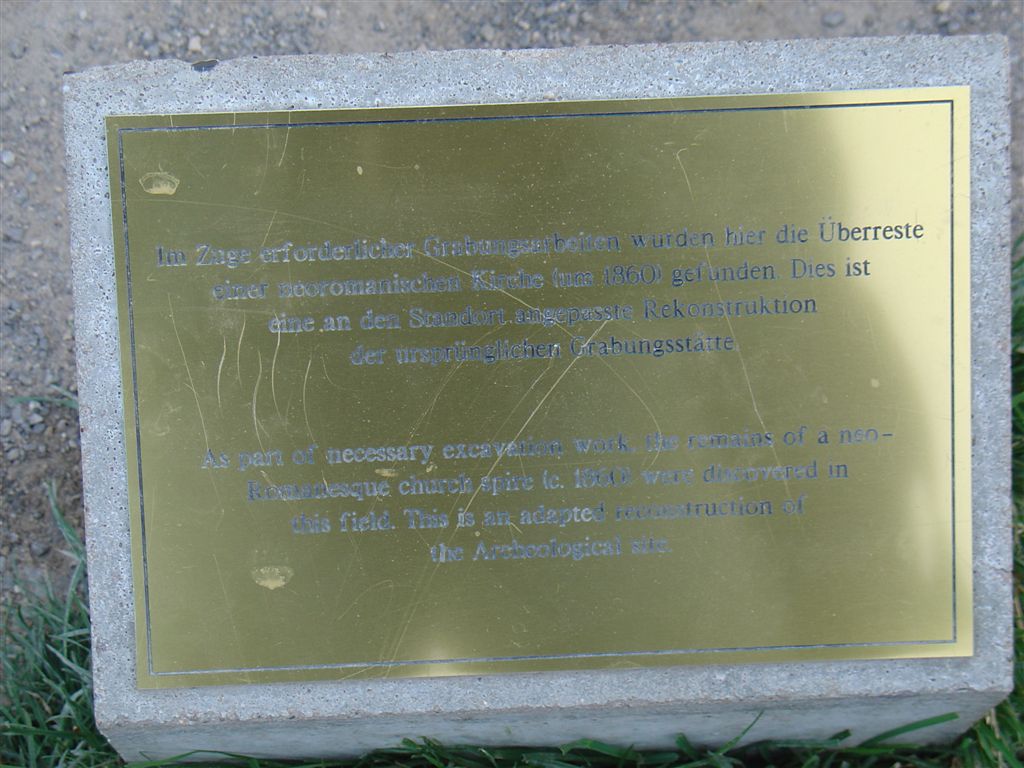 Im Zuge erforderlicher Grabungsarbeiten wurden hier die Überreste
einer neoromanischen Kirche (um 1860) gefunden. Dies ist
eine an den Standort angepasste Rekonstruktion
der ursprünglichen Grabungsstätte.
As part of necessary excavation work, the remains of a neo-
Romanesque church spire (c. 1860) were discovered in
this field. This is an adapted reconstruction of
the Archeological site.